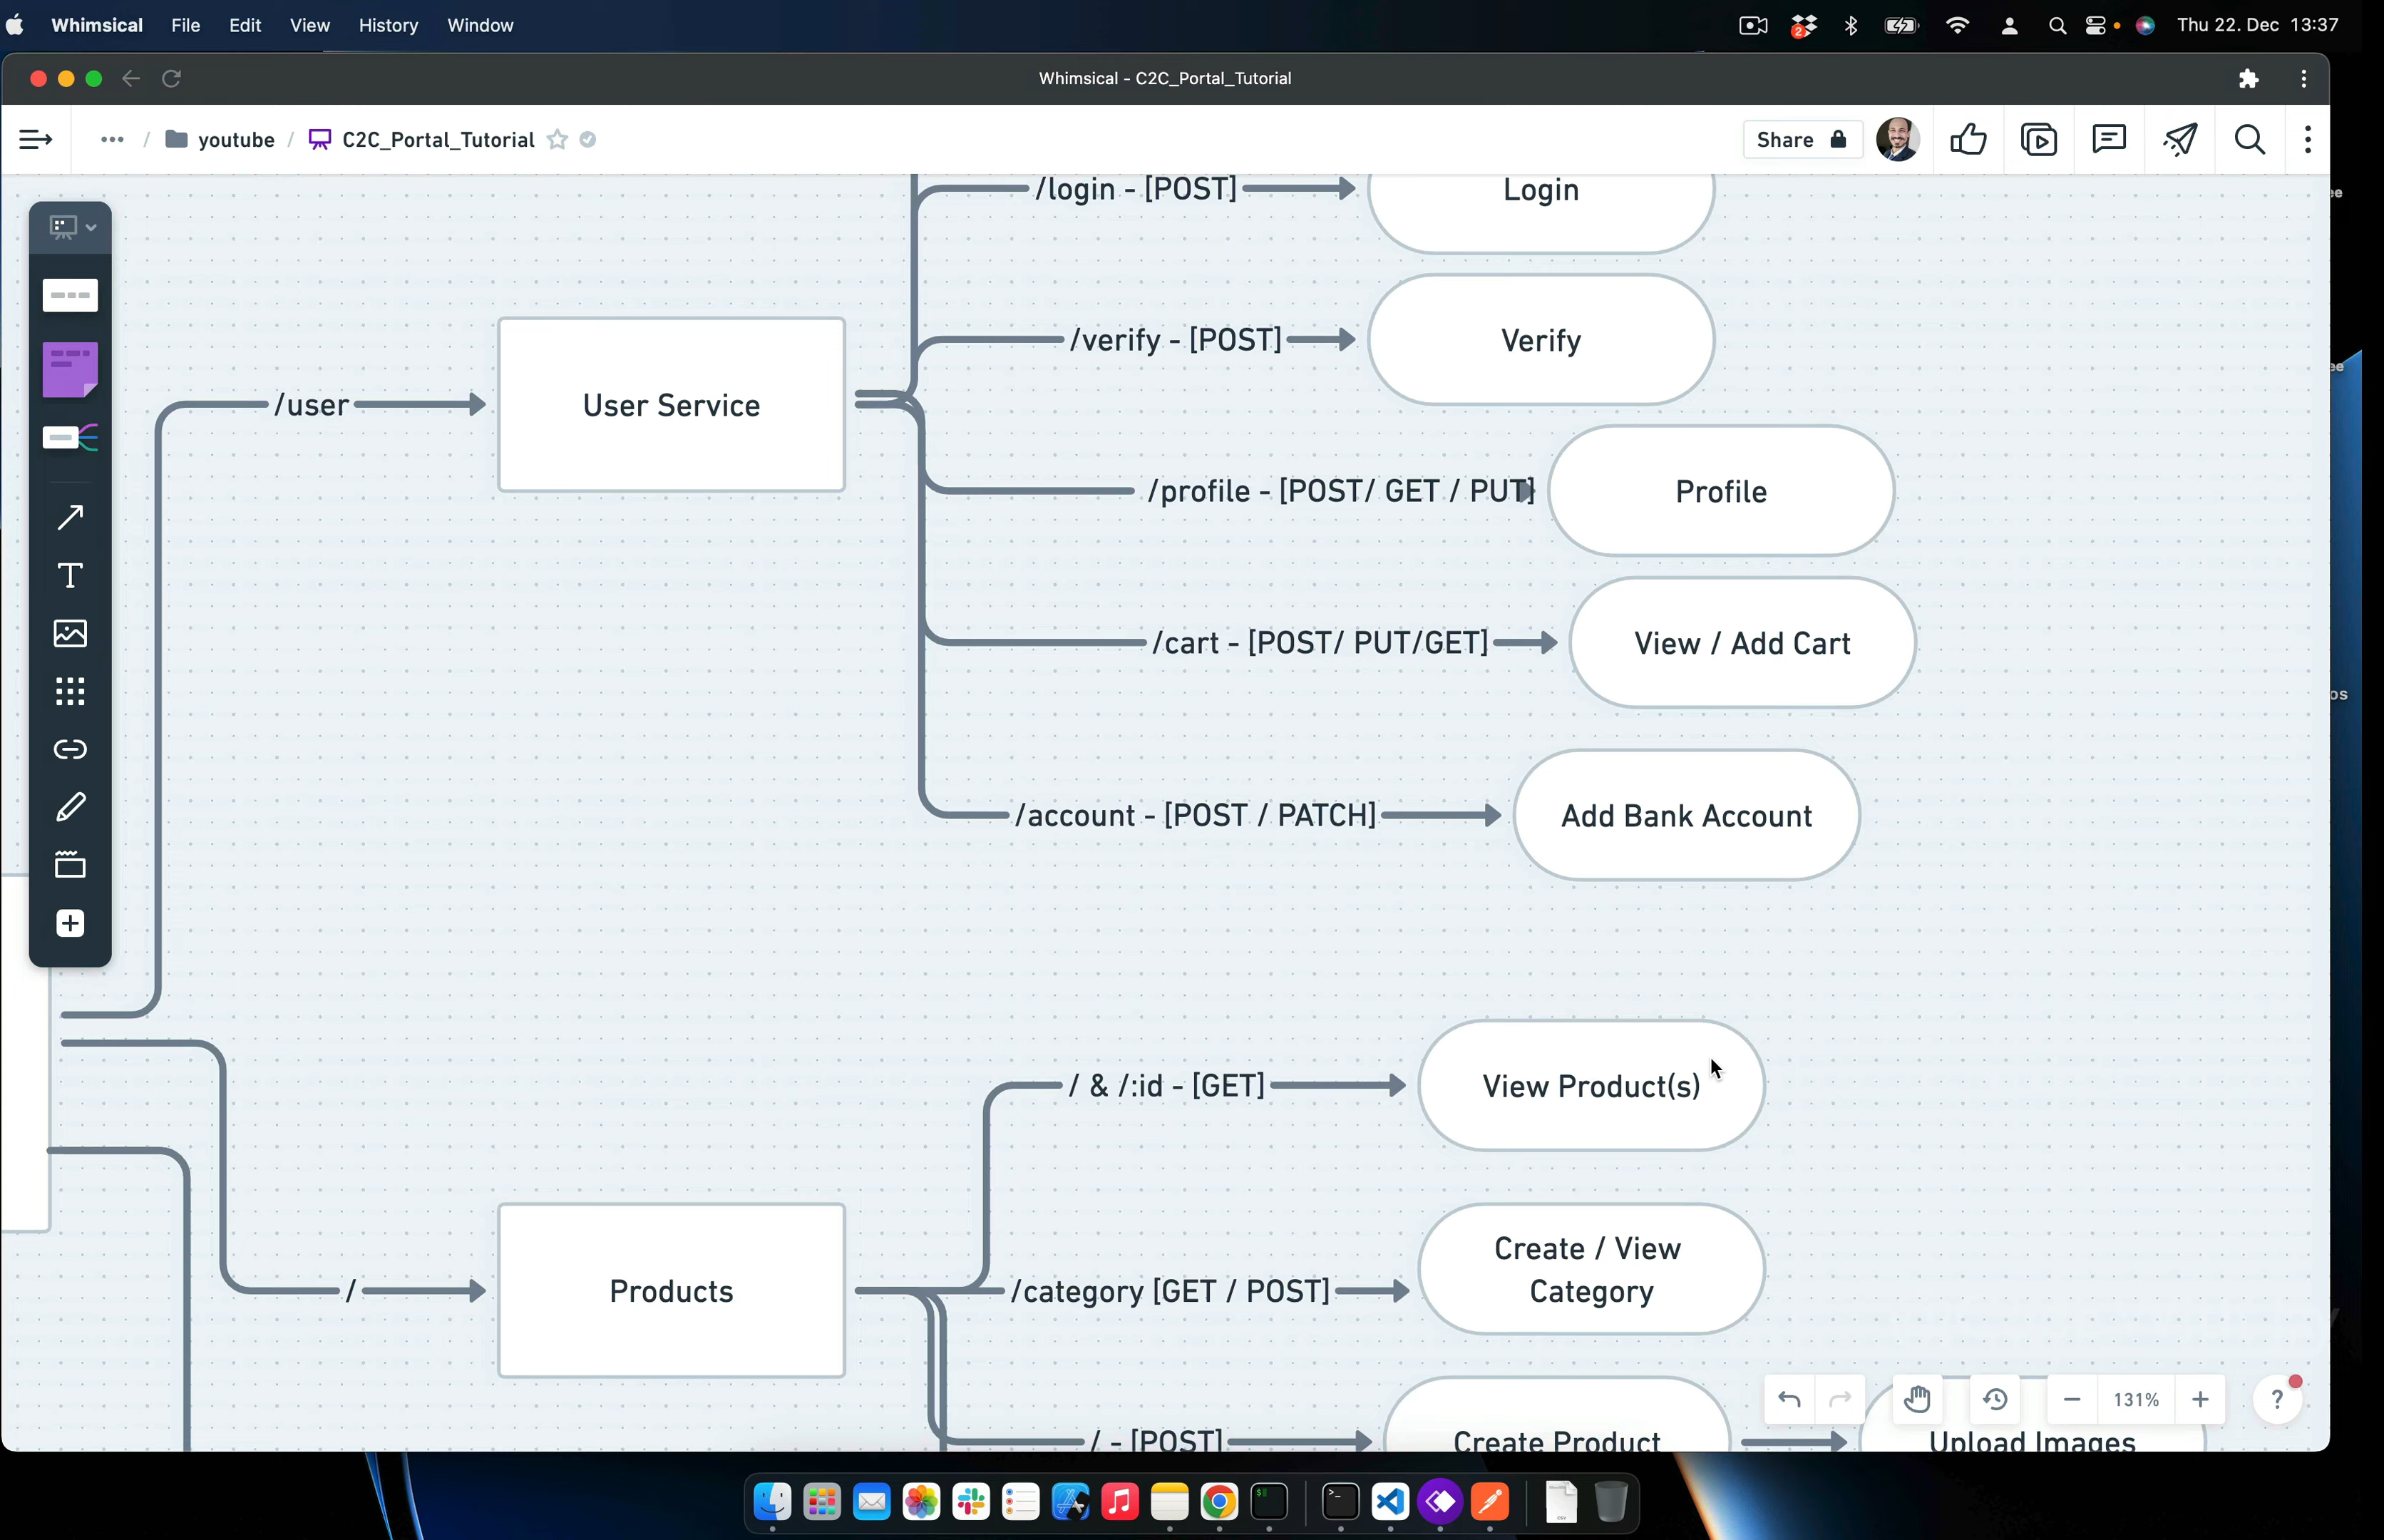 Whimsical File Edit View History Window
2
Thu 22. Dec 13:37
Whimsical - C2C_Portal_Tutorial
••• / youtube / C2C_Portal_Tutorial
Share
/login - [POST]
Login
/verify - [POST]
Verify
/user
User Service
/profile - [POST/ GET / PUT]
Profile
/cart - [POST/ PUT/GET]
View / Add Cart
/account - [POST / PATCH]
Add Bank Account
/ & /:id - [GET]
View Product(s)
/
Products
/category [GET / POST]
Create / View
Category
/ - [POST]
Create Product
Upload Images
131%
?